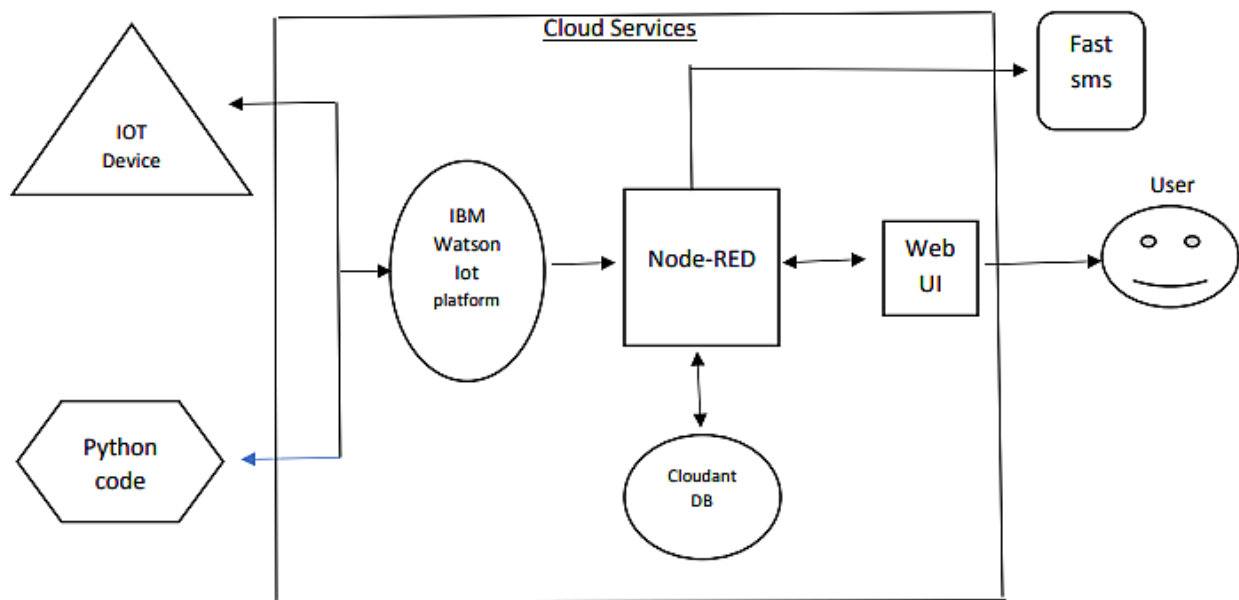 Cloud Services
Fast
sms
IOT
Device
User
IBM
Watson
Iot
platform
Node-RED
Web
UI
Python
code
Cloudant
DB